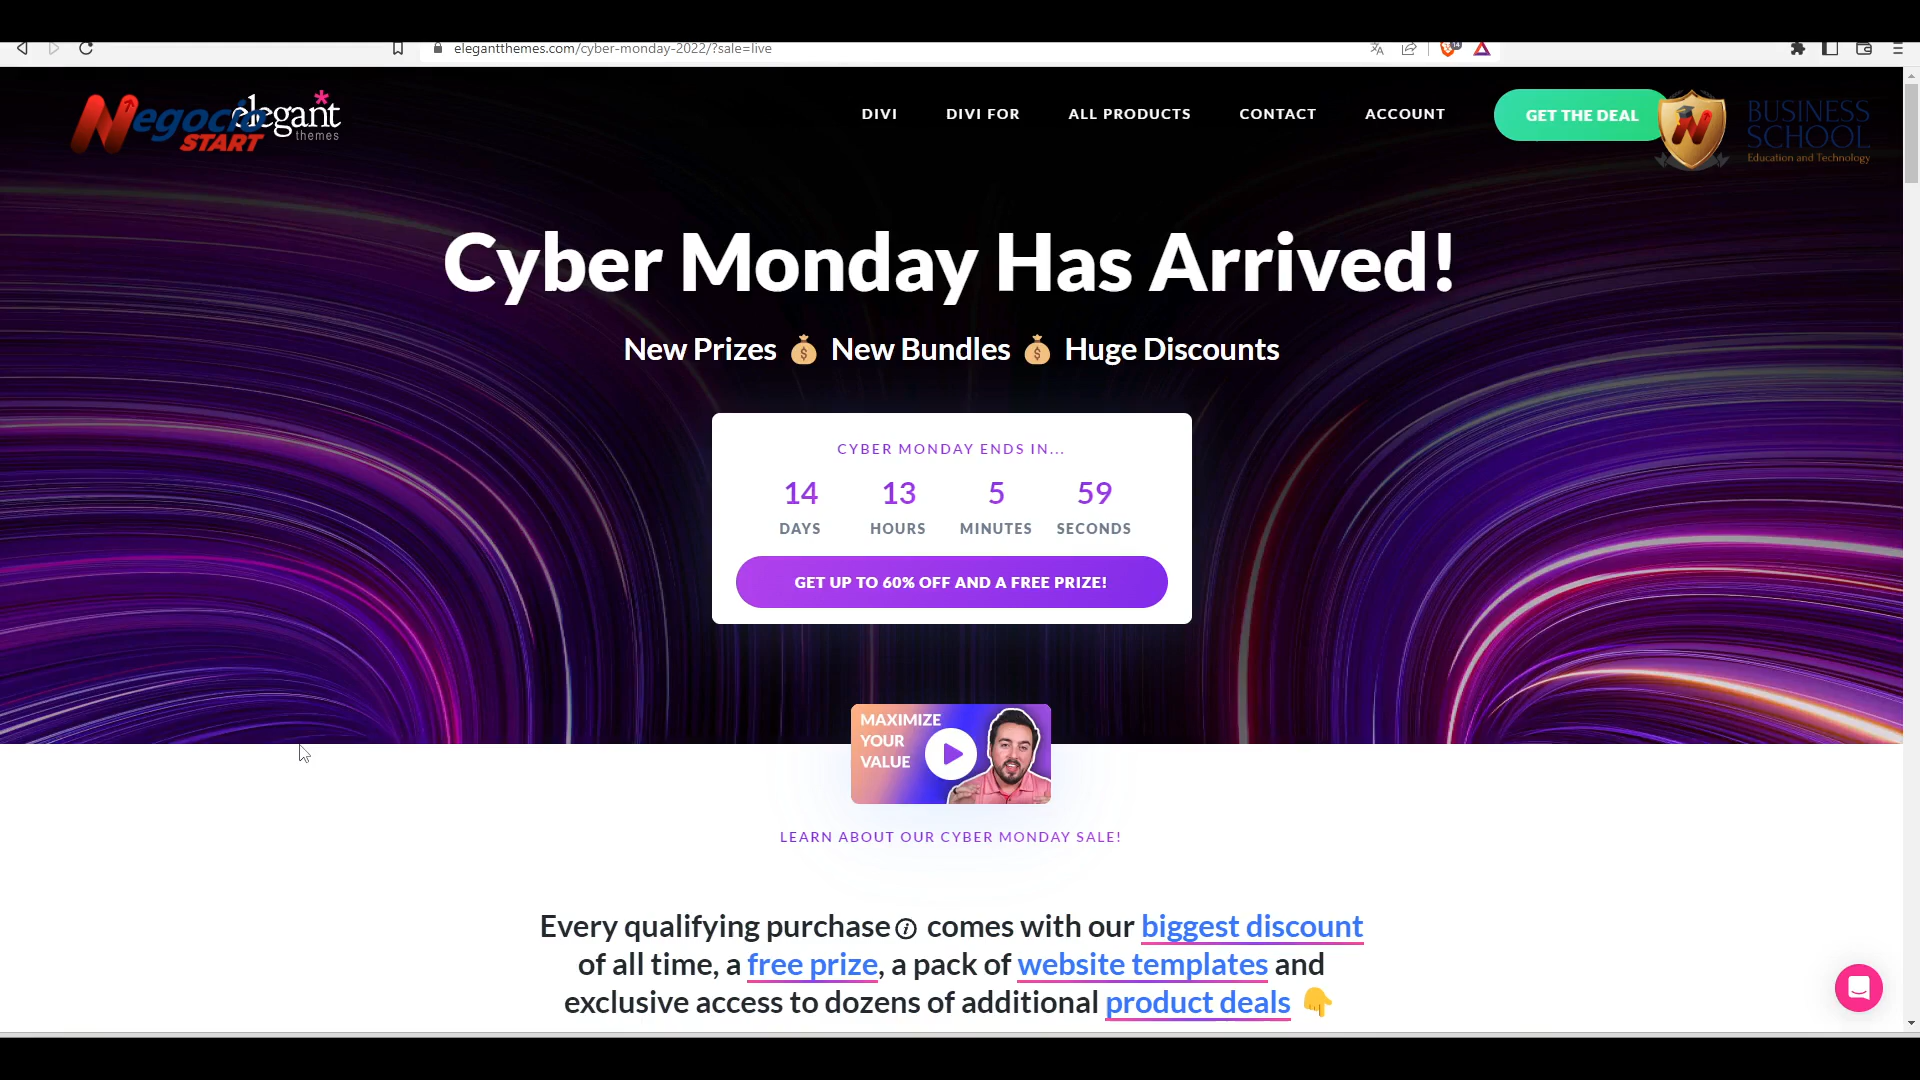 elegantthemes.com/cyber-monday-2022/?sale=live
Negocio
START
elegant
themes
DIVI
DIVI FOR
ALL PRODUCTS
CONTACT
ACCOUNT
GET THE DEAL
BUSINESS
SCHOOL
Education and Technology
Cyber Monday Has Arrived!
New Prizes 💰 New Bundles 💰 Huge Discounts
CYBER MONDAY ENDS IN...
14 13 5 59
DAYS HOURS MINUTES SECONDS
GET UP TO 60% OFF AND A FREE PRIZE!
MAXIMIZE
YOUR
VALUE
LEARN ABOUT OUR CYBER MONDAY SALE!
Every qualifying purchase comes with our biggest discount
of all time, a free prize, a pack of website templates and
exclusive access to dozens of additional product deals 👇